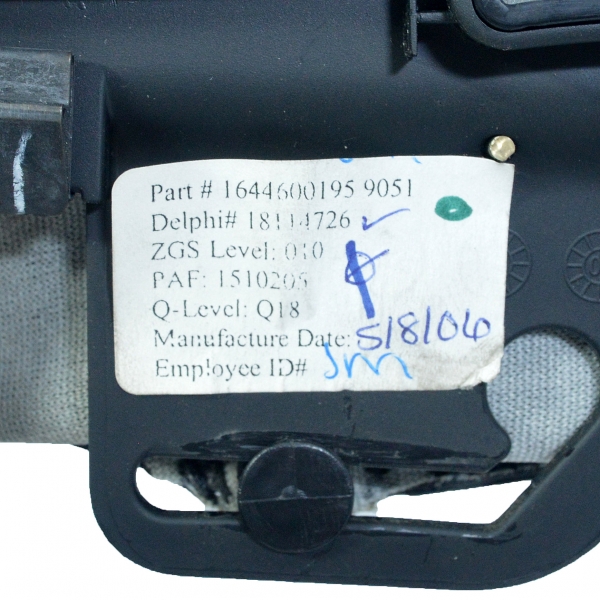 Part # 1644600195 9051
Delphi# 18114726
ZGS Level: 010
PAF: 1510205
Q-Level: Q18
Manufacture Date: 5/8/06
Employee ID# Jm